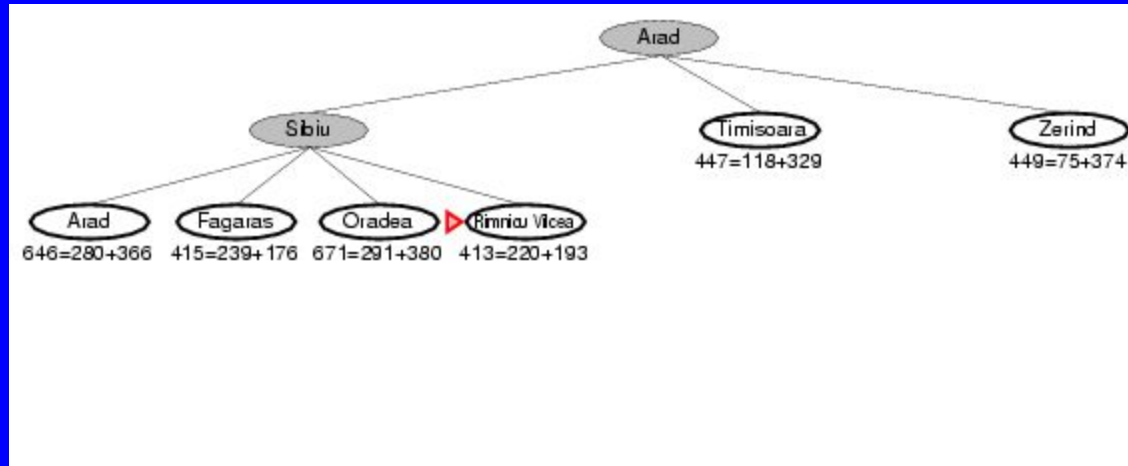 Arad
Sibiu
Timisoara
Zerind
447=118+329
449=75+374
Arad
Fagaras
Oradea
Rimnicu Vilcea
646=280+366
415=239+176
671=291+380
413=220+193